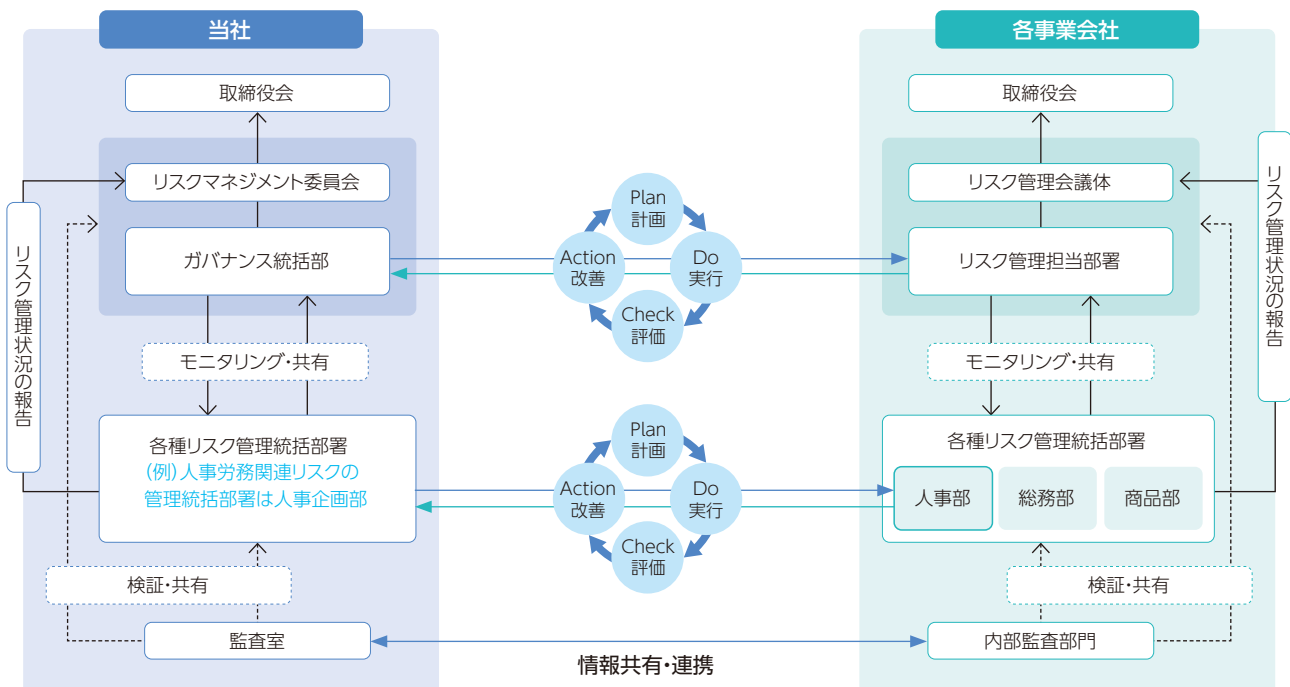 当社
取締役会
リスクマネジメント委員会
ガバナンス統括部
リスク管理状況の報告
モニタリング・共有
各種リスク管理統括部署
(例)人事労務関連リスクの
管理統括部署は人事企画部
検証・共有
監査室
Plan
計画
Do
実行
Check
評価
Action
改善
Plan
計画
Do
実行
Check
評価
Action
改善
情報共有・連携
各事業会社
取締役会
リスク管理会議体
リスク管理担当部署
リスク管理状況の報告
モニタリング・共有
各種リスク管理統括部署
人事部
総務部
商品部
検証・共有
内部監査部門